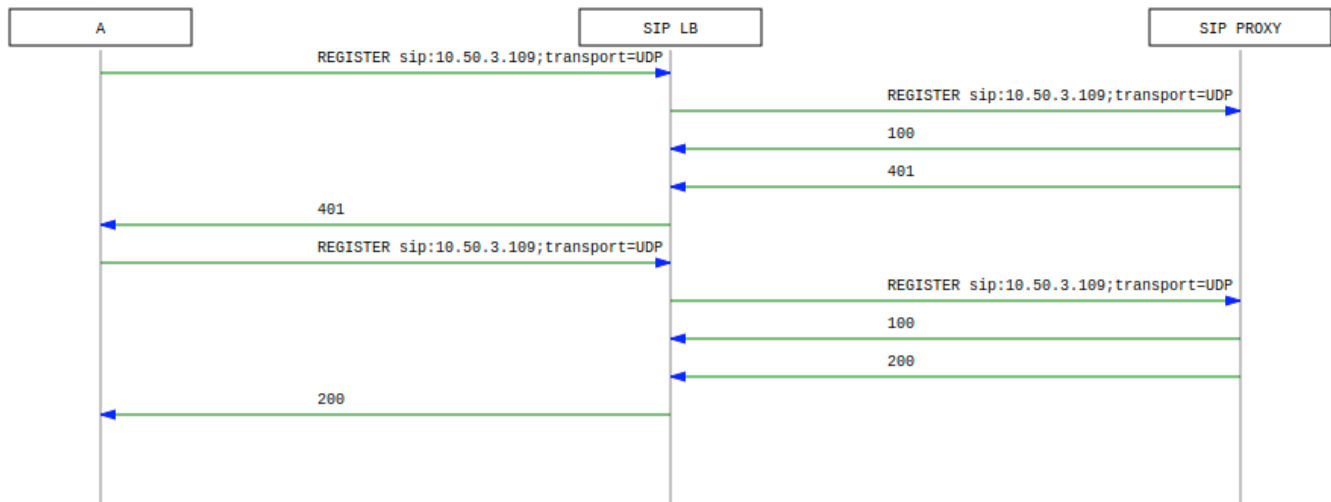 A
SIP LB
SIP PROXY
REGISTER sip:10.50.3.109;transport=UDP
REGISTER sip:10.50.3.109;transport=UDP
100
401
401
REGISTER sip:10.50.3.109;transport=UDP
REGISTER sip:10.50.3.109;transport=UDP
100
200
200